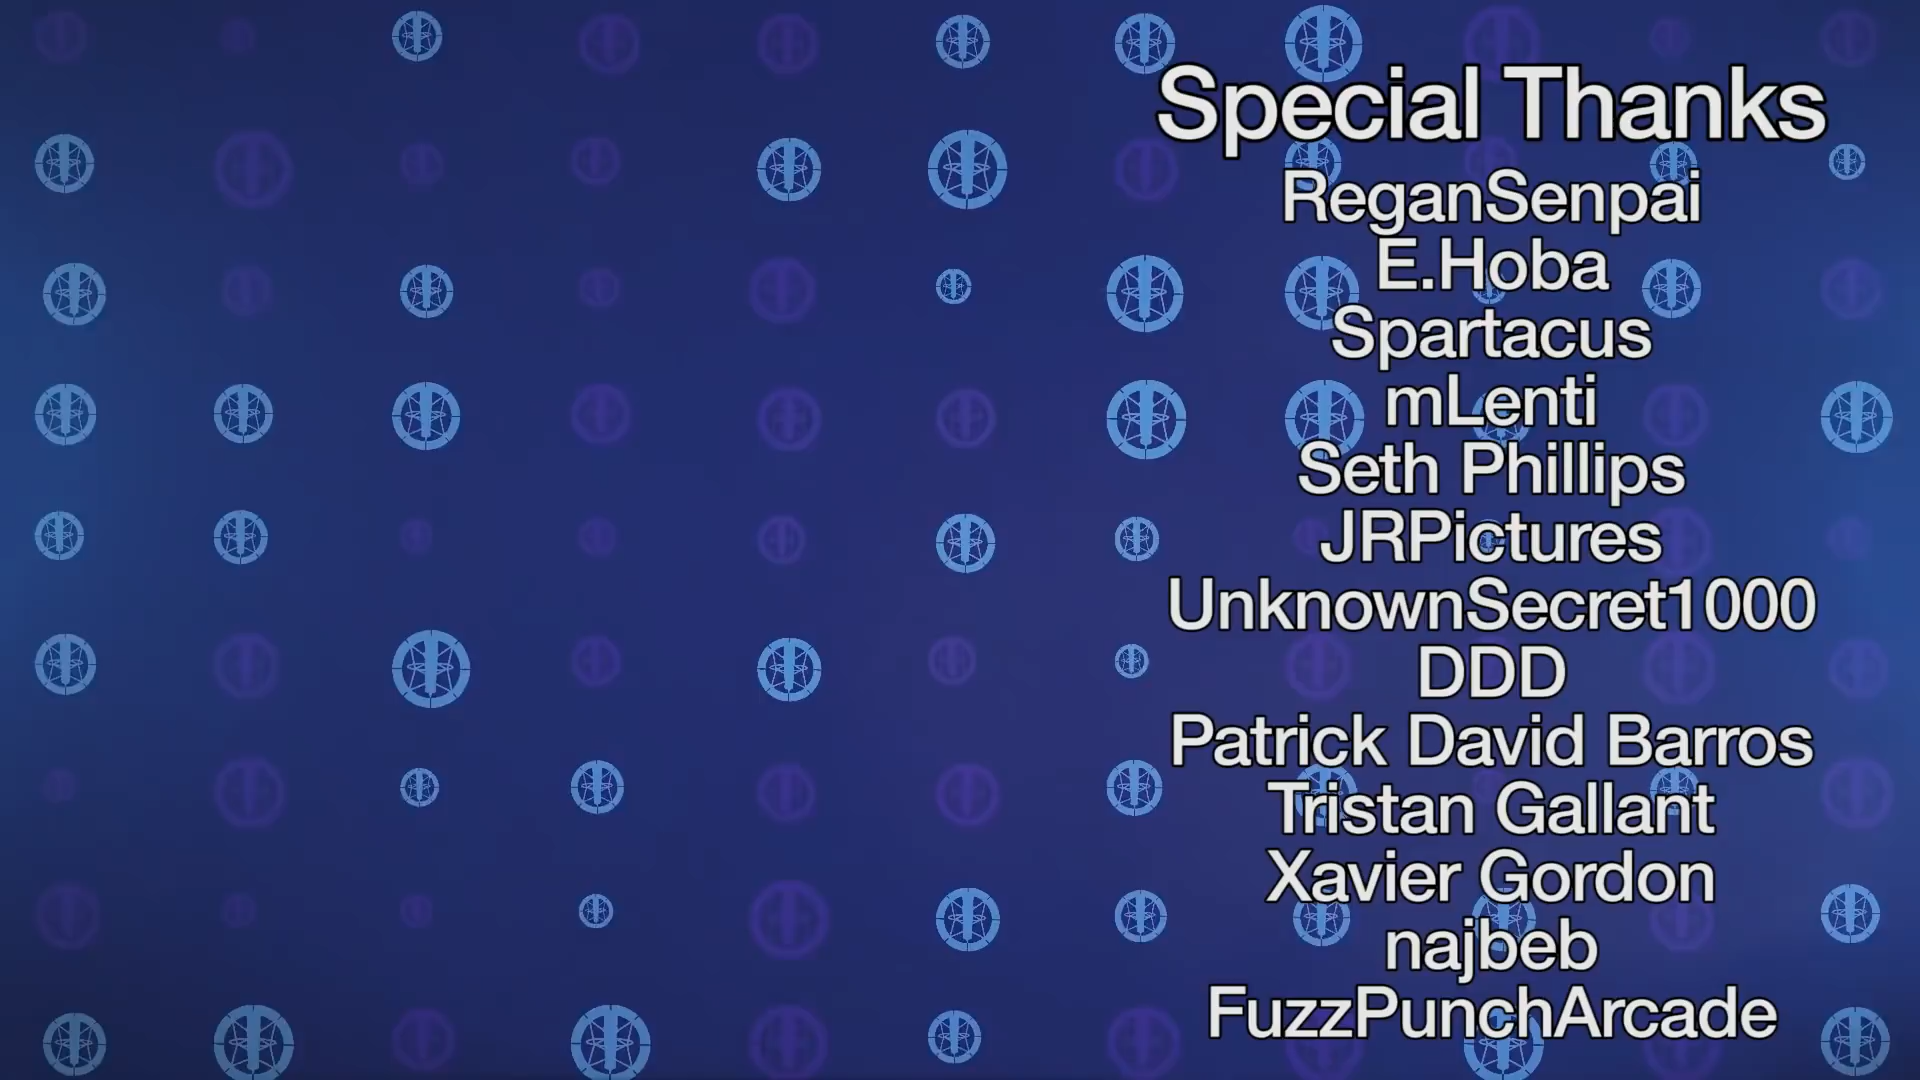 Special Thanks
ReganSenpai
E.Hoba
Spartacus
mLenti
Seth Phillips
JRPictures
UnknownSecret1000
DDD
Patrick David Barros
Tristan Gallant
Xavier Gordon
najbeb
FuzzPunchArcade